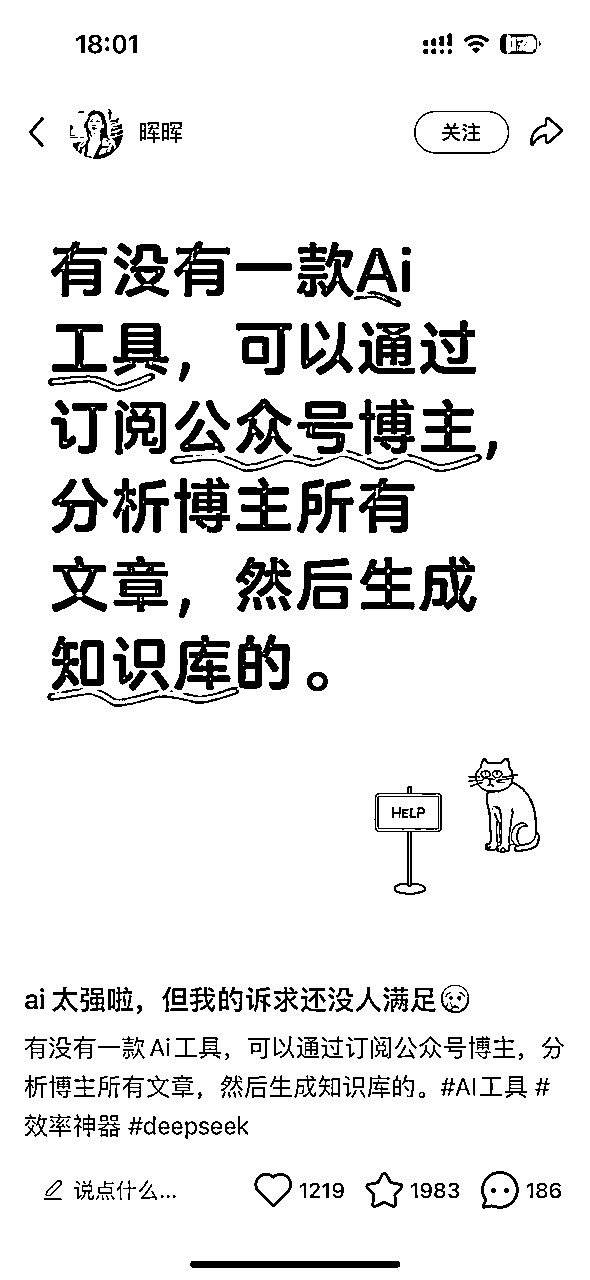 18:01
晖晖
关注
有没有一款Ai
工具，可以通过
订阅公众号博主，
分析博主所有
文章，然后生成
知识库的。
HELP
ai 太强啦，但我的诉求还没人满足😢
有没有一款Ai工具，可以通过订阅公众号博主，分
析博主所有文章，然后生成知识库的。#AI工具 #
效率神器 #deepseek
说点什么...
1219
1983
186